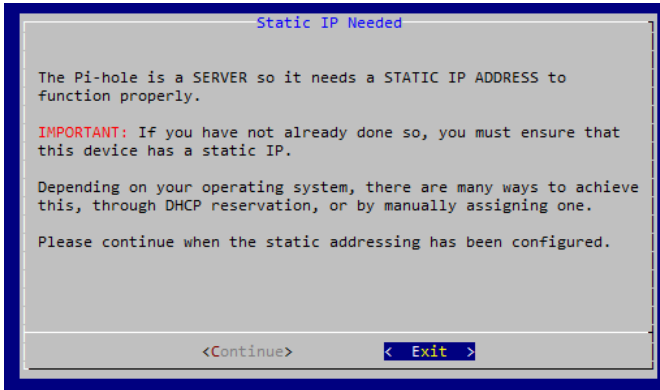 Static IP Needed
The Pi-hole is a SERVER so it needs a STATIC IP ADDRESS to
function properly.
IMPORTANT: If you have not already done so, you must ensure that
this device has a static IP.
Depending on your operating system, there are many ways to achieve
this, through DHCP reservation, or by manually assigning one.
Please continue when the static addressing has been configured.
<Continue> < Exit >